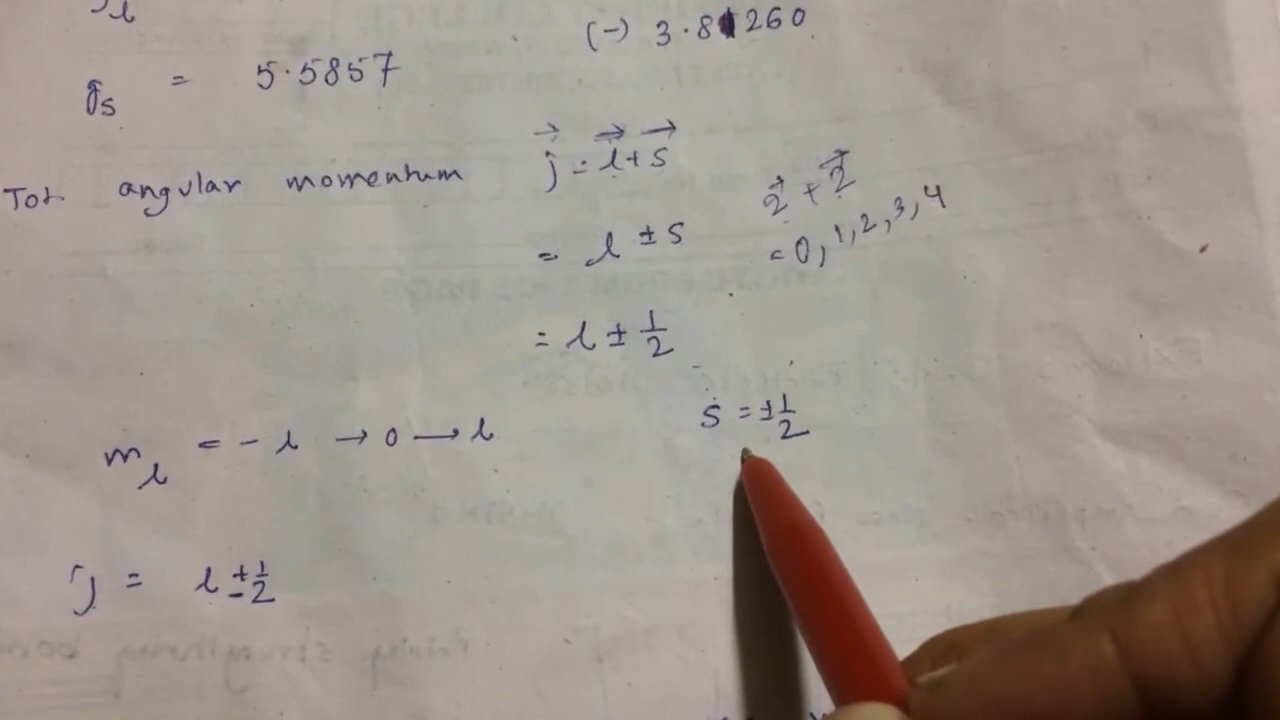 (-) 3.8 260
gs = 5.5857
Tot. angular momentum j⃗ = l⃗ + s⃗
= l ± s
2⃗ + 2⃗
= 0, 1, 2, 3, 4
= l ± 1/2
s = ± 1/2
m_l = - l → 0 → l
j = l ± 1/2